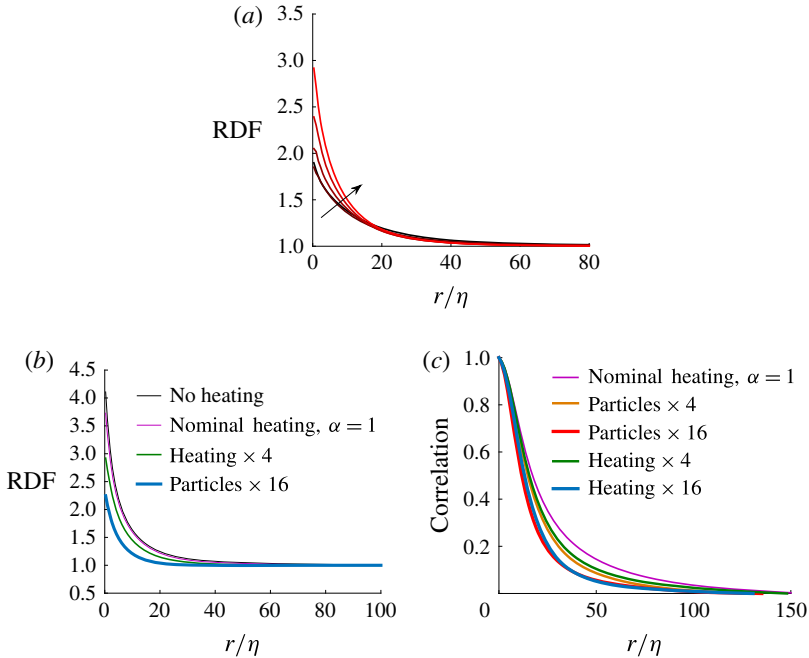 (a)
3.5
3.0
2.5
RDF
2.0
1.5
1.0
0 20 40 60 80
r/η
(b)
4.5
4.0
3.5
3.0
2.5
RDF
2.0
1.5
1.0
0.5
No heating
Nominal heating, α = 1
Heating × 4
Particles × 16
0 20 40 60 80 100
r/η
(c)
1.0
0.8
0.6
Correlation
0.4
0.2
Nominal heating, α = 1
Particles × 4
Particles × 16
Heating × 4
Heating × 16
0 50 100 150
r/η